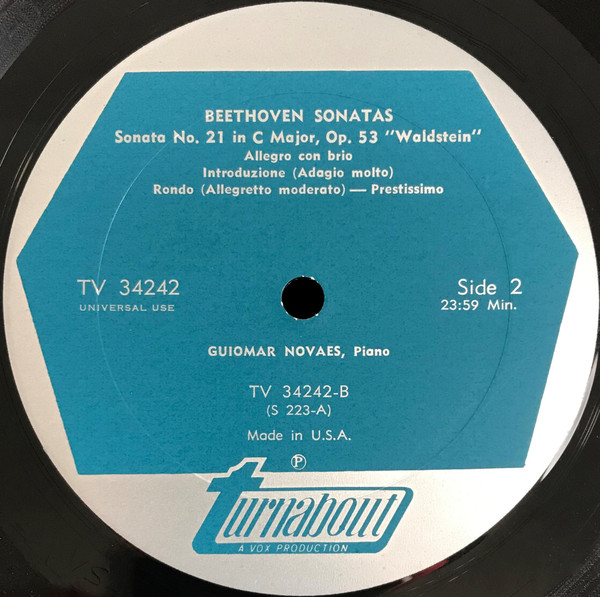 BEETHOVEN SONATAS
Sonata No. 21 in C Major, Op. 53 "Waldstein"
Allegro con brio
Introduzione (Adagio molto)
Rondo (Allegretto moderato) — Prestissimo
TV 34242
UNIVERSAL USE
Side 2
23:59 Min.
GUIOMAR NOVAES, Piano
TV 34242-B
(S 223-A)
Made in U.S.A.
Ⓟ
turnabout
A VOX PRODUCTION